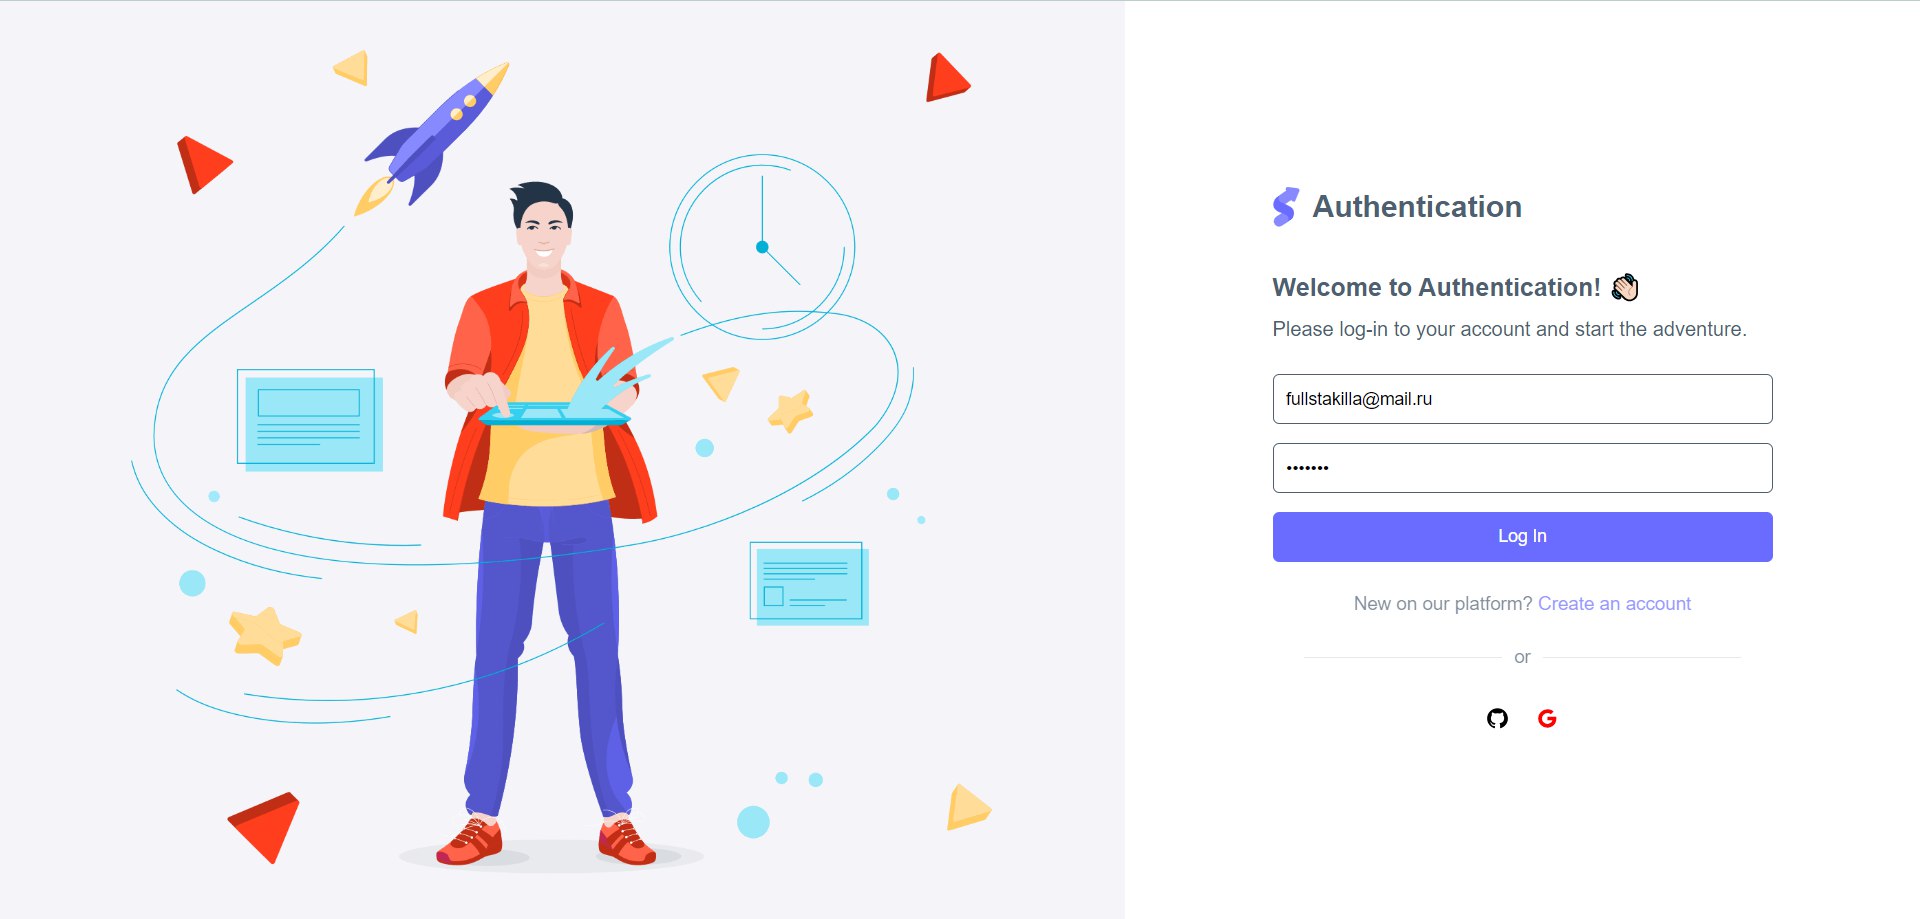 Authentication
Welcome to Authentication! 👋🏻
Please log-in to your account and start the adventure.
fullstakilla@mail.ru
•••••••
Log In
New on our platform? Create an account
or